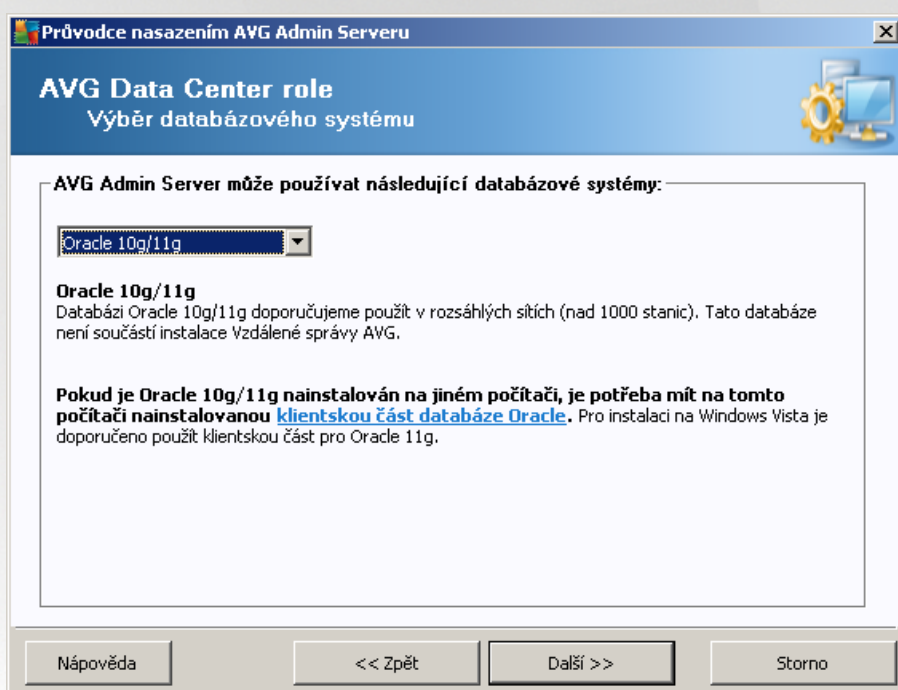 Průvodce nasazením AVG Admin Serveru
AVG Data Center role
Výběr databázového systému
AVG Admin Server může používat následující databázové systémy:
Oracle 10g/11g
Oracle 10g/11g
Databázi Oracle 10g/11g doporučujeme použít v rozsáhlých sítích (nad 1000 stanic). Tato databáze
není součástí instalace Vzdálené správy AVG.
Pokud je Oracle 10g/11g nainstalován na jiném počítači, je potřeba mít na tomto
počítači nainstalovanou klientskou část databáze Oracle. Pro instalaci na Windows Vista je
doporučeno použít klientskou část pro Oracle 11g.
Nápověda
<< Zpět
Další >>
Storno